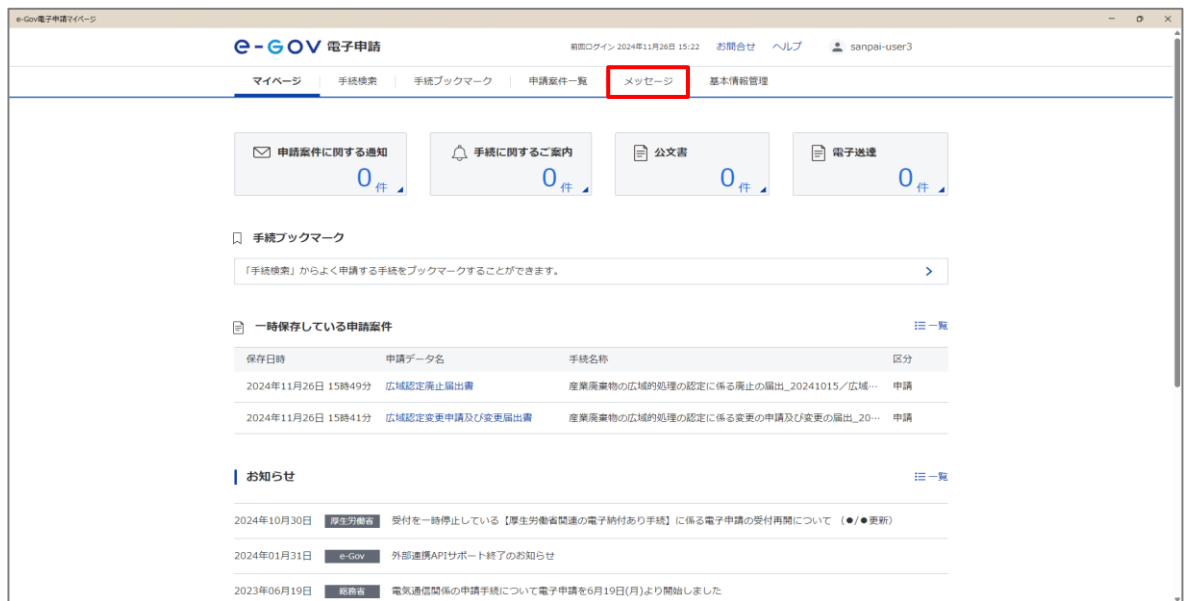 e-Gov電子申請マイページ
e-GOV 電子申請 前回ログイン 2024年11月26日 15:22 お問合せ ヘルプ sanpai-user3
マイページ 手続検索 手続ブックマーク 申請案件一覧 メッセージ 基本情報管理
申請案件に関する通知 手続に関するご案内 公文書 電子送達
0件 0件 0件 0件
手続ブックマーク
「手続検索」からよく申請する手続をブックマークすることができます。
一時保存している申請案件 一覧
保存日時 申請データ名 手続名称 区分
2024年11月26日 15時49分 広域認定廃止届出書 産業廃棄物の広域的処理の認定に係る廃止の届出_20241015／広域… 申請
2024年11月26日 15時41分 広域認定変更申請及び変更届出書 産業廃棄物の広域的処理の認定に係る変更の申請及び変更の届出_20… 申請
お知らせ 一覧
2024年10月30日 厚生労働省 受付を一時停止している【厚生労働省関連の電子納付あり手続】に係る電子申請の受付再開について （●/●更新）
2024年01月31日 e-Gov 外部連携APIサポート終了のお知らせ
2023年06月19日 総務省 電気通信関係の申請手続について電子申請を6月19日(月)より開始しました